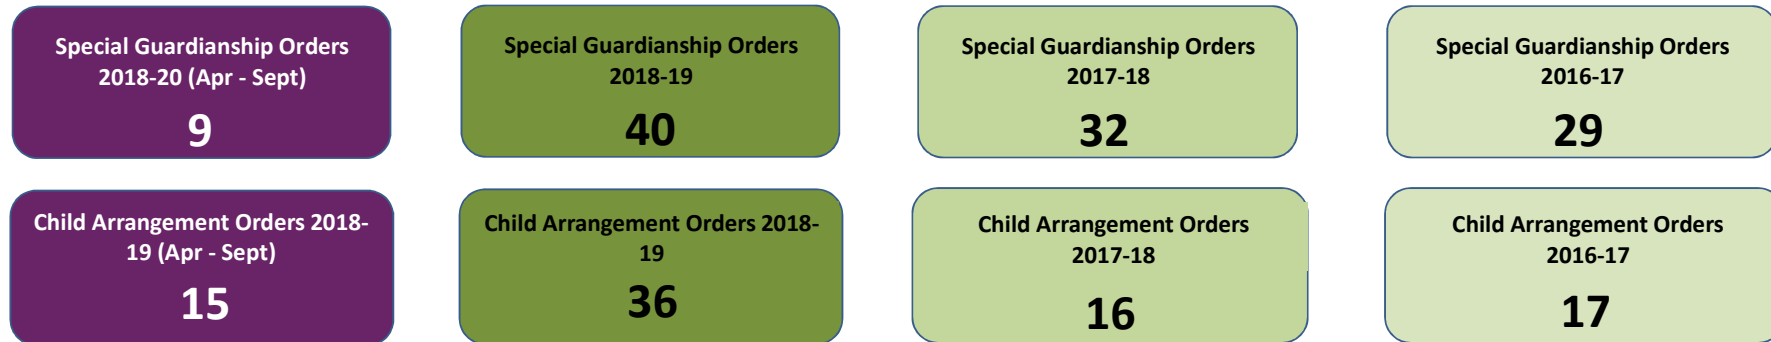 Special Guardianship Orders
2018-20 (Apr - Sept)
9
Special Guardianship Orders
2018-19
40
Special Guardianship Orders
2017-18
32
Special Guardianship Orders
2016-17
29
Child Arrangement Orders 2018-
19 (Apr - Sept)
15
Child Arrangement Orders 2018-
19
36
Child Arrangement Orders
2017-18
16
Child Arrangement Orders
2016-17
17